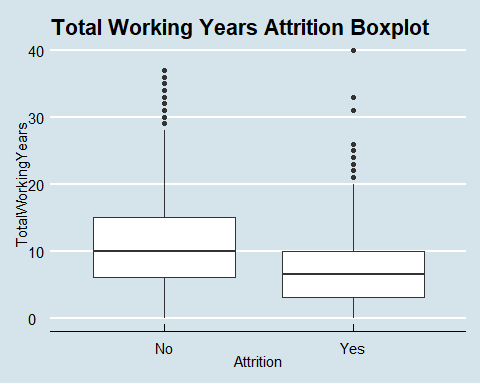 Total Working Years Attrition Boxplot
40
30
20
10
0
TotalWorkingYears
No
Yes
Attrition